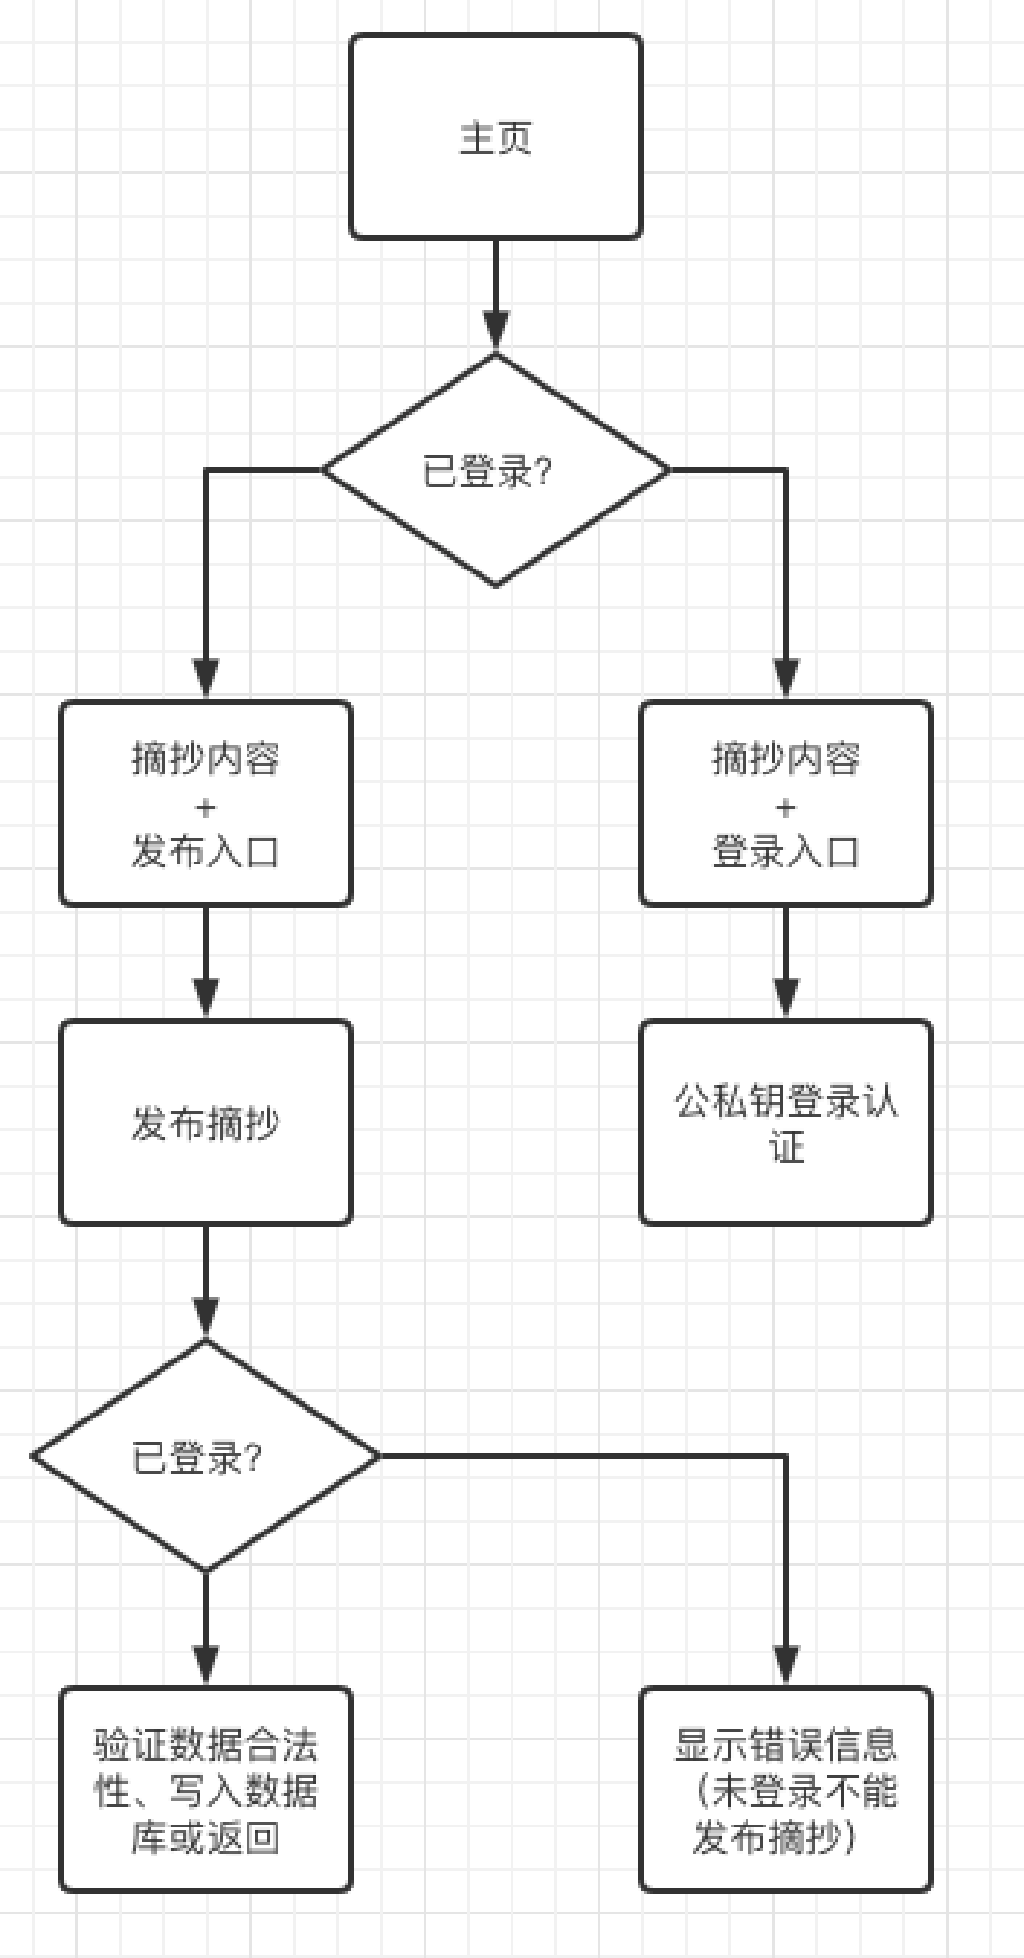 主页
已登录?
摘抄内容
+
发布入口
摘抄内容
+
登录入口
发布摘抄
公私钥登录认
证
已登录?
验证数据合法
性、写入数据
库或返回
显示错误信息
（未登录不能
发布摘抄）